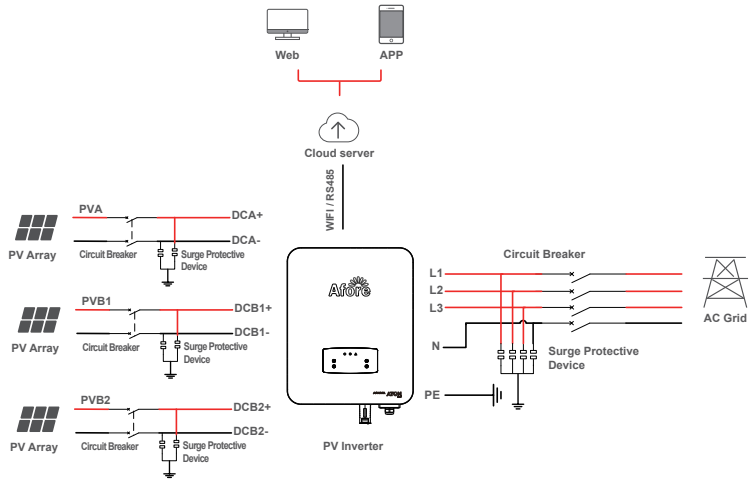 Web
APP
Cloud server
WIFI / RS485
PVA
DCA+
DCA-
PV Array
Circuit Breaker
Surge Protective
Device
PVB1
DCB1+
DCB1-
PV Array
Circuit Breaker
Surge Protective
Device
PVB2
DCB2+
DCB2-
PV Array
Circuit Breaker
Surge Protective
Device
Afore
PV Inverter
Circuit Breaker
L1
L2
L3
N
PE
Surge Protective
Device
AC Grid